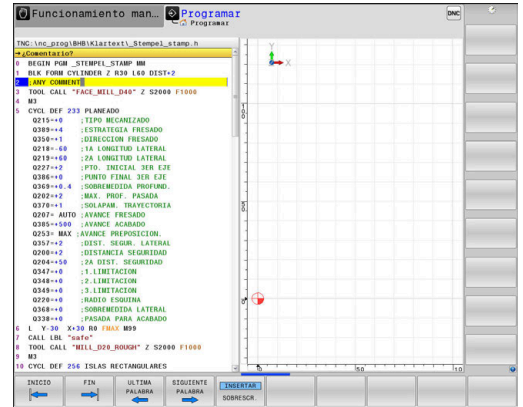 Funcionamiento man...
Programar
Programar
DNC
TNC:\nc_prog\BHB\Klartext\_Stempel_stamp.h
→¿Comentario?
0 BEGIN PGM _STEMPEL_STAMP MM
1 BLK FORM CYLINDER Z R30 L60 DIST+2
2 ;ANY COMMENT
3 TOOL CALL "FACE_MILL_D40" Z S2000 F1000
4 M3
5 CYCL DEF 233 PLANEADO
Q215=+0 ;TIPO MECANIZADO
Q389=+4 ;ESTRATEGIA FRESADO
Q350=+1 ;DIRECCION FRESADO
Q218=-60 ;1A LONGITUD LATERAL
Q219=+60 ;2A LONGITUD LATERAL
Q227=+2 ;PTO. INICIAL 3ER EJE
Q386=+0 ;PUNTO FINAL 3ER EJE
Q369=+0.4 ;SOBREMEDIDA PROFUND.
Q202=+2 ;MAX. PROF. PASADA
Q370=+1 ;SOLAPAM. TRAYECTORIA
Q207= AUTO ;AVANCE FRESADO
Q385=+500 ;AVANCE ACABADO
Q253= MAX ;AVANCE PREPOSICION.
Q357=+2 ;DIST. SEGUR. LATERAL
Q200=+2 ;DISTANCIA SEGURIDAD
Q204=+50 ;2A DIST. SEGURIDAD
Q347=+0 ;1.LIMITACION
Q348=+0 ;2.LIMITACION
Q349=+0 ;3.LIMITACION
Q220=+0 ;RADIO ESQUINA
Q368=+0 ;SOBREMEDIDA LATERAL
Q338=+0 ;PASADA PARA ACABADO
6 L Y-30 X+30 R0 FMAX M99
7 CALL LBL "safe"
8 TOOL CALL "MILL_D20_ROUGH" Z S2000 F1000
9 M3
10 CYCL DEF 256 ISLAS RECTANGULARES
Y
X
100
50
0
0
50
10
INICIO
FIN
ULTIMA PALABRA
SIGUIENTE PALABRA
INSERTAR
SOBRESCR.